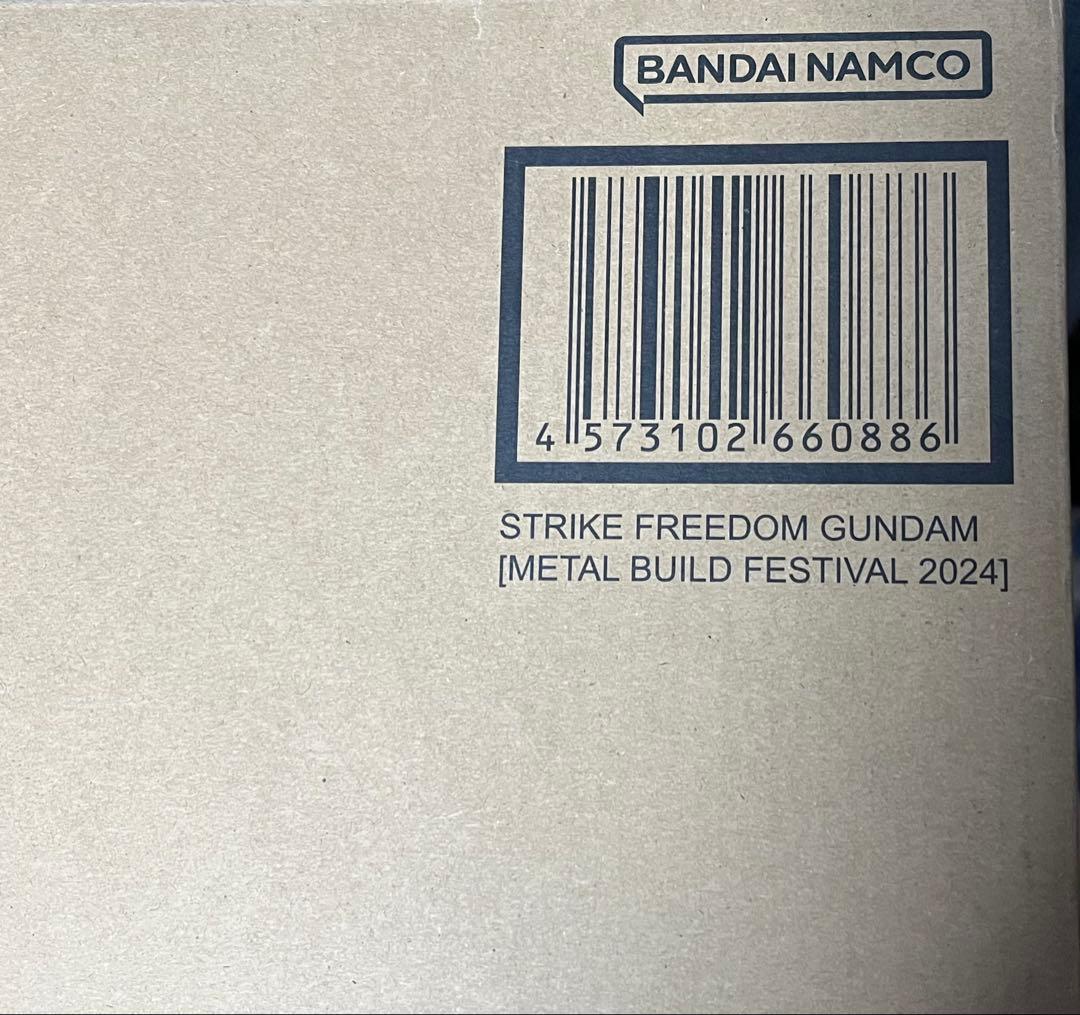 BANDAI NAMCO
4 573102 660886
STRIKE FREEDOM GUNDAM
[METAL BUILD FESTIVAL 2024]